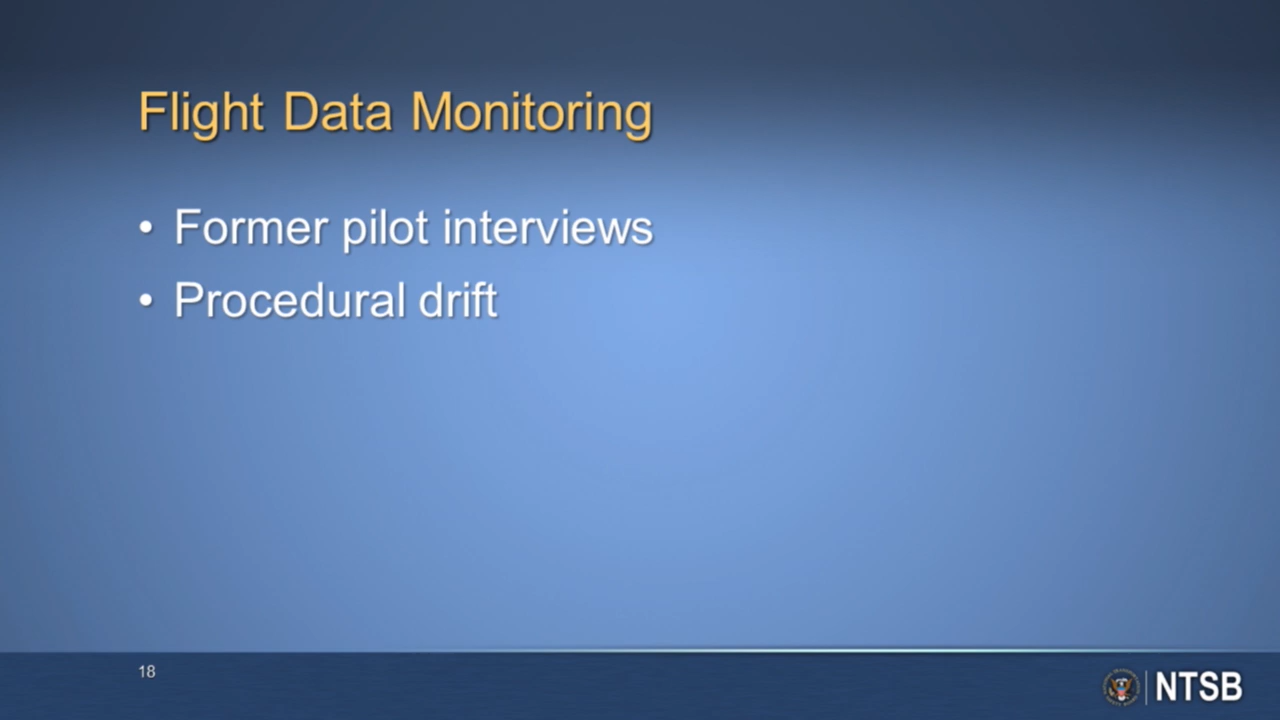 Flight Data Monitoring
• Former pilot interviews
• Procedural drift
18
NTSB